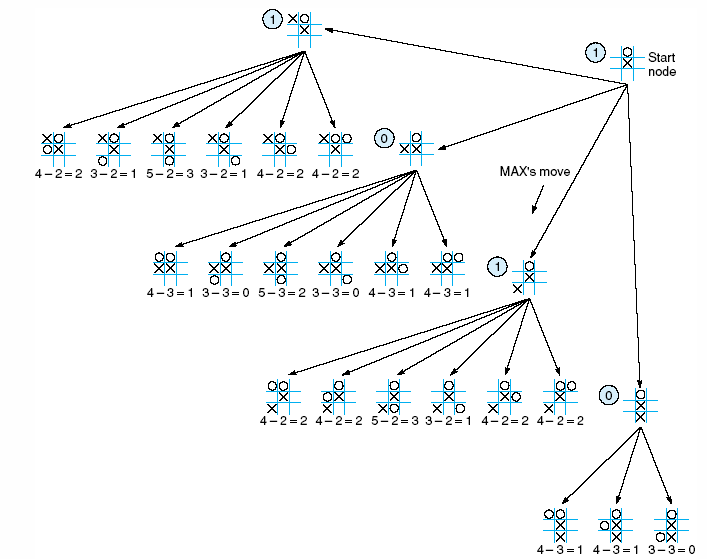 1
X O
X
1
O
X
Start
node
X O
O X
4 – 2 = 2
X O
X
O
3 – 2 = 1
X O
X
O
5 – 2 = 3
X O
X
O
3 – 2 = 1
X O
X O
4 – 2 = 2
X O O
X
4 – 2 = 2
0
O
X X
MAX's move
O O
X X
4 – 3 = 1
O
X X
O
3 – 3 = 0
O
X X
O
5 – 3 = 2
O
X X
O
3 – 3 = 0
O
X X O
4 – 3 = 1
O O
X X
4 – 3 = 1
1
O
X
X
O O
X
X
4 – 2 = 2
O
O X
X
4 – 2 = 2
O
X
X O
5 – 2 = 3
O
X
X O
3 – 2 = 1
O
X O
X
4 – 2 = 2
O O
X
X
4 – 2 = 2
0
O
X
X
O O
X
X
4 – 3 = 1
O
O X
X
4 – 3 = 1
O
X
O X
3 – 3 = 0